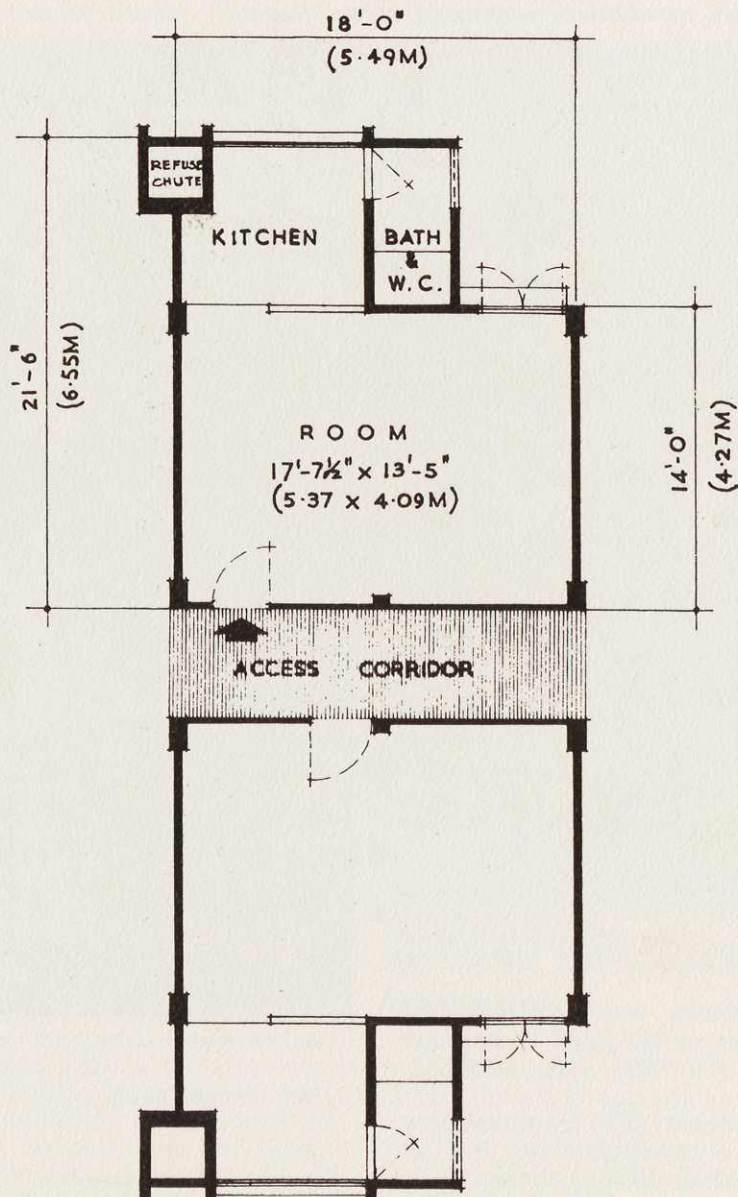 18'-0"
(5·49M)
REFUSE
CHUTE
KITCHEN
BATH
&
W.C.
21'-6"
(6·55M)
ROOM
17'-7½" x 13'-5"
(5·37 x 4·09M)
14'-0"
(4·27M)
ACCESS CORRIDOR